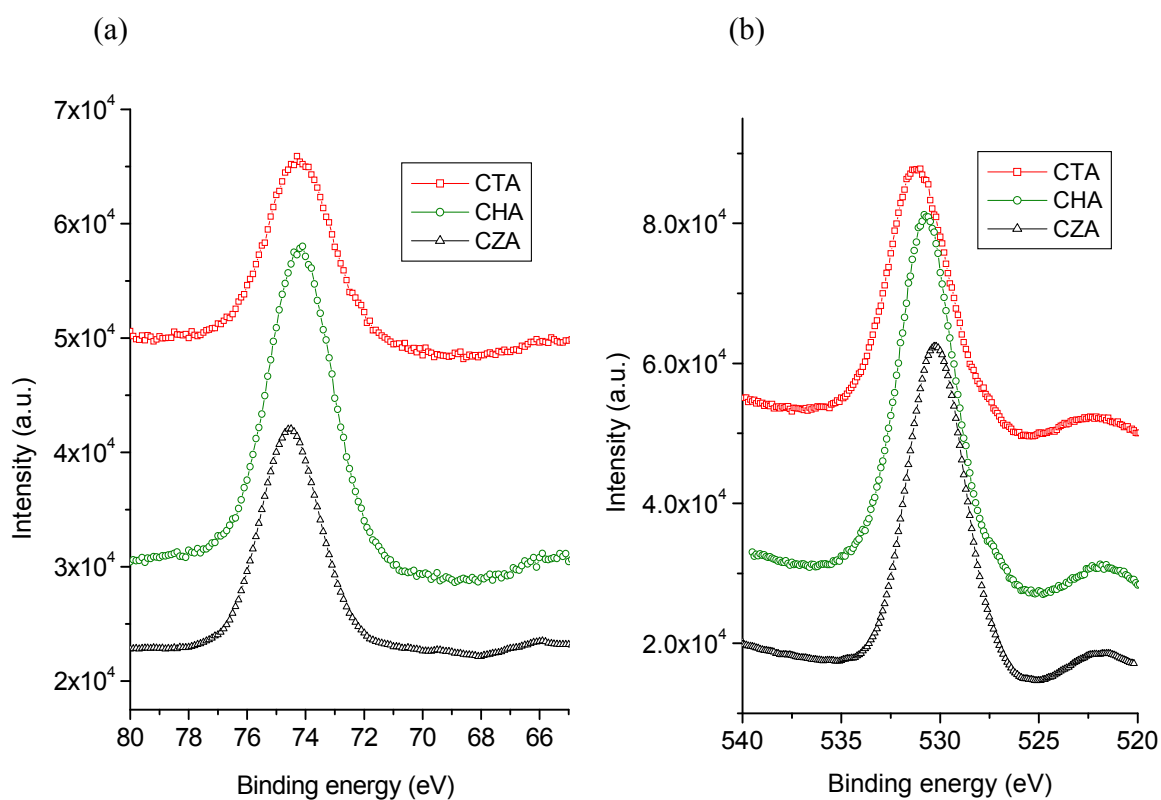 (a)
7x10⁴
6x10⁴
5x10⁴
4x10⁴
3x10⁴
2x10⁴
Intensity (a.u.)
CTA
CHA
CZA
80 78 76 74 72 70 68 66
Binding energy (eV)
(b)
8.0x10⁴
6.0x10⁴
4.0x10⁴
2.0x10⁴
Intensity (a.u.)
CTA
CHA
CZA
540 535 530 525 520
Binding energy (eV)